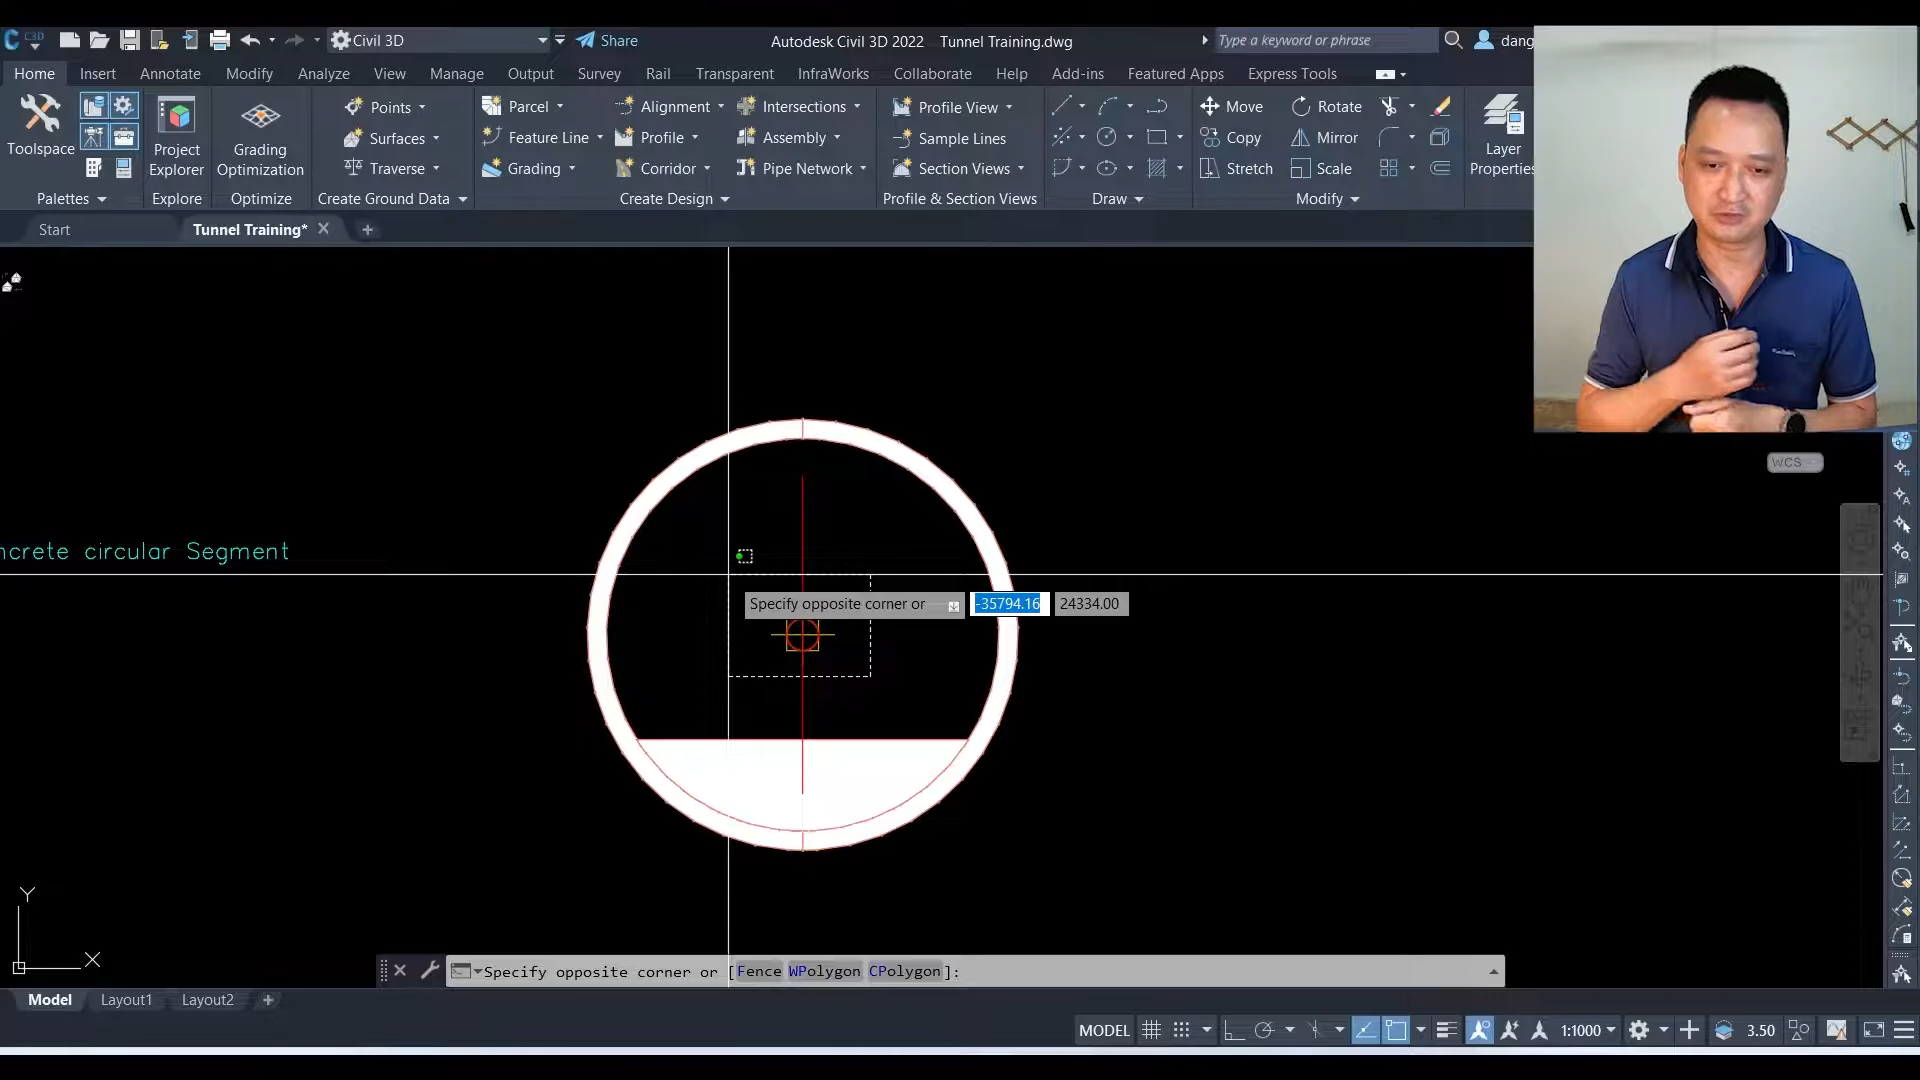 C3D
Civil 3D
Share
Autodesk Civil 3D 2022 Tunnel Training.dwg
Type a keyword or phrase
dang
Home Insert Annotate Modify Analyze View Manage Output Survey Rail Transparent InfraWorks Collaborate Help Add-ins Featured Apps Express Tools
Toolspace
Palettes
Project Explorer
Explore
Grading Optimization
Optimize
Points
Surfaces
Traverse
Create Ground Data
Parcel
Feature Line
Grading
Alignment
Profile
Corridor
Intersections
Assembly
Pipe Network
Create Design
Profile View
Sample Lines
Section Views
Profile & Section Views
Draw
Move
Copy
Stretch
Rotate
Mirror
Scale
Modify
Layer
Properties
Start
Tunnel Training*
WCS
ncrete circular Segment
Specify opposite corner or -35794.16 24334.00
Y
X
Specify opposite corner or [Fence WPolygon CPolygon]:
Model Layout1 Layout2
MODEL
1:1000
3.50